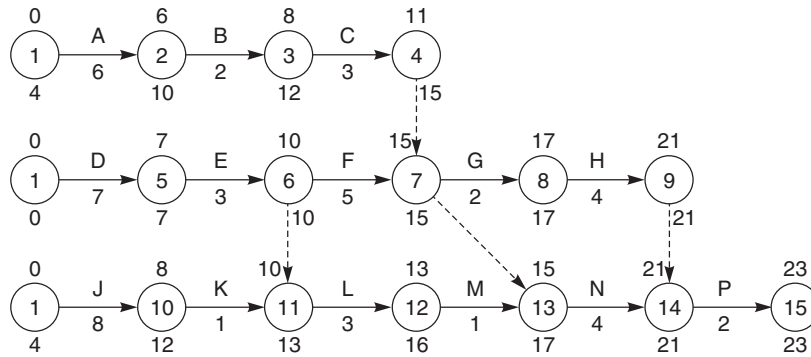 0 6 8 11
A B C
1 2 3 4
6 2 3
4 10 12 15
0 7 10 15 17 21
D E F G H
1 5 6 7 8 9
7 3 5 2 4
0 7 10 15 17 21
0 8 10 13 15 21 23
J K L M N P
1 10 11 12 13 14 15
8 1 3 1 4 2
4 12 13 16 17 21 23